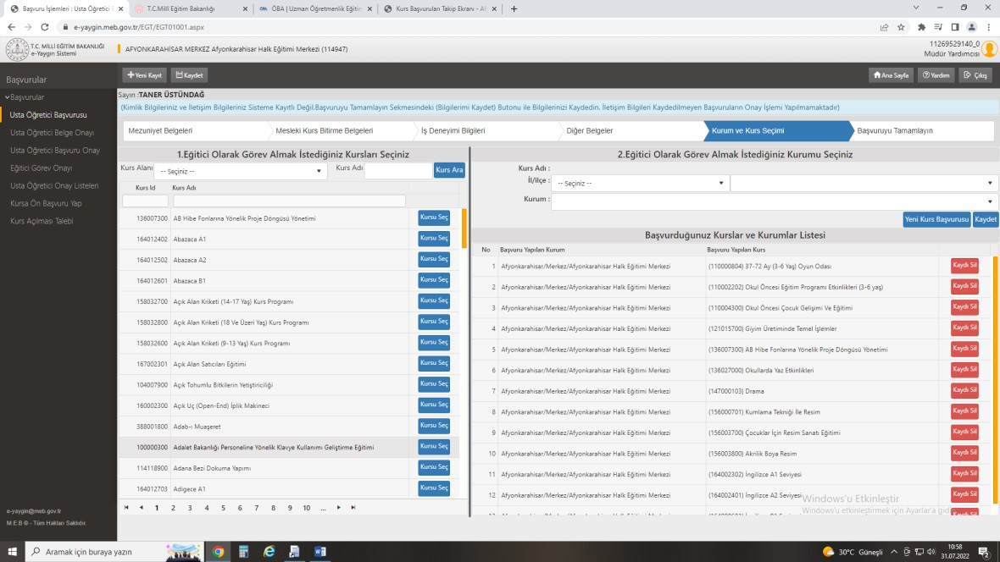 Başvuru İşlemleri : Usta Öğretici B
T.C.Millî Eğitim Bakanlığı
ÖBA | Uzman Öğretmenlik Eğitim
Kurs Başvuruları Takip Ekranı - Af
e-yaygin.meb.gov.tr/EGT/EGT01001.aspx
T.C. MİLLİ EĞİTİM BAKANLIĞI
e-Yaygın Sistemi
AFYONKARAHİSAR MERKEZ Afyonkarahisar Halk Eğitimi Merkezi (114947)
11269529140_0
Müdür Yardımcısı
Başvurular
Yeni Kayıt
Kaydet
Ana Sayfa
Yardım
Çıkış
Başvurular
Usta Öğretici Başvurusu
Usta Öğretici Belge Onayı
Usta Öğretici Başvuru Onay
Eğitici Görev Onayı
Usta Öğretici Onay Listeleri
Kursa Ön Başvuru Yap
Kurs Açılması Talebi
Sayın :TANER ÜSTÜNDAĞ
(Kimlik Bilgileriniz ve İletişim Bilgileriniz Sisteme Kayıtlı Değil.Başvuruyu Tamamlayın Sekmesindeki (Bilgilerimi Kaydet) Butonu ile Bilgilerinizi Kaydedin. İletişim Bilgileri Kaydedilmeyen Başvuruların Onay İşlemi Yapılmamaktadır)
Mezuniyet Belgeleri
Mesleki Kurs Bitirme Belgeleri
İş Deneyimi Bilgileri
Diğer Belgeler
Kurum ve Kurs Seçimi
Başvuruyu Tamamlayın
1.Eğitici Olarak Görev Almak İstediğiniz Kursları Seçiniz
Kurs Alanı -- Seçiniz -- Kurs Adı Kurs Ara
Kurs Id Kurs Adı
136007300 AB Hibe Fonlarına Yönelik Proje Döngüsü Yönetimi Kursu Seç
164012402 Abazaca A1 Kursu Seç
164012502 Abazaca A2 Kursu Seç
164012601 Abazaca B1 Kursu Seç
158032700 Açık Alan Kriketi (14-17 Yaş) Kurs Programı Kursu Seç
158032800 Açık Alan Kriketi (18 Ve Üzeri Yaş) Kurs Programı Kursu Seç
158032600 Açık Alan Kriketi (9-13 Yaş) Kurs Programı Kursu Seç
167002301 Açık Alan Satıcıları Eğitimi Kursu Seç
104007900 Açık Tohumlu Bitkilerin Yetiştiriciliği Kursu Seç
160002300 Açık Uç (Open-End) İplik Makineci Kursu Seç
388001800 Adab-ı Muaşeret Kursu Seç
100000300 Adalet Bakanlığı Personeline Yönelik Klavye Kullanımı Geliştirme Eğitimi Kursu Seç
114118900 Adana Bezi Dokuma Yapımı Kursu Seç
164012703 Adigece A1 Kursu Seç
1 2 3 4 5 6 7 8 9 10 ...
2.Eğitici Olarak Görev Almak İstediğiniz Kurumu Seçiniz
Kurs Adı :
İl/İlçe : -- Seçiniz --
Kurum :
Yeni Kurs Başvurusu Kaydet
Başvurduğunuz Kurslar ve Kurumlar Listesi
No Başvuru Yapılan Kurum Başvuru Yapılan Kurs
1 Afyonkarahisar/Merkez/Afyonkarahisar Halk Eğitimi Merkezi (110000804) 37-72 Ay (3-6 Yaş) Oyun Odası Kaydı Sil
2 Afyonkarahisar/Merkez/Afyonkarahisar Halk Eğitimi Merkezi (110002202) Okul Öncesi Eğitim Programı Etkinlikleri (3-6 yaş) Kaydı Sil
3 Afyonkarahisar/Merkez/Afyonkarahisar Halk Eğitimi Merkezi (110004300) Okul Öncesi Çocuk Gelişimi Ve Eğitimi Kaydı Sil
4 Afyonkarahisar/Merkez/Afyonkarahisar Halk Eğitimi Merkezi (121015700) Giyim Üretiminde Temel İşlemler Kaydı Sil
5 Afyonkarahisar/Merkez/Afyonkarahisar Halk Eğitimi Merkezi (136007300) AB Hibe Fonlarına Yönelik Proje Döngüsü Yönetimi Kaydı Sil
6 Afyonkarahisar/Merkez/Afyonkarahisar Halk Eğitimi Merkezi (136027000) Okullarda Yaz Etkinlikleri Kaydı Sil
7 Afyonkarahisar/Merkez/Afyonkarahisar Halk Eğitimi Merkezi (147000103) Drama Kaydı Sil
8 Afyonkarahisar/Merkez/Afyonkarahisar Halk Eğitimi Merkezi (156000701) Kumlama Tekniği İle Resim Kaydı Sil
9 Afyonkarahisar/Merkez/Afyonkarahisar Halk Eğitimi Merkezi (156003700) Çocuklar İçin Resim Sanatı Eğitimi Kaydı Sil
10 Afyonkarahisar/Merkez/Afyonkarahisar Halk Eğitimi Merkezi (156003800) Akrilik Boya Resim Kaydı Sil
11 Afyonkarahisar/Merkez/Afyonkarahisar Halk Eğitimi Merkezi (164002302) İngilizce A1 Seviyesi Kaydı Sil
12 Afyonkarahisar/Merkez/Afyonkarahisar Halk Eğitimi Merkezi (164002401) İngilizce A2 Seviyesi Kaydı Sil
Windows'u Etkinleştir
Windows'u etkinleştirmek için Ayarlar'a gid
e-yaygin@meb.gov.tr
M.E.B © - Tüm Hakları Saklıdır.
Aramak için buraya yazın
30°C Güneşli
10:58
31.07.2022
2